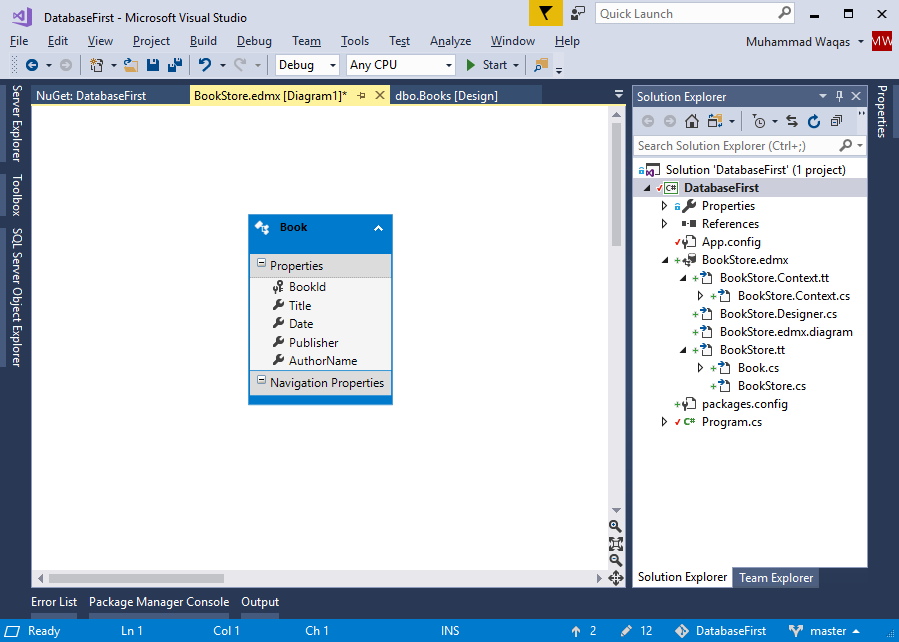 DatabaseFirst - Microsoft Visual Studio
Quick Launch
File Edit View Project Build Debug Team Tools Test Analyze Window Help
Muhammad Waqas MW
Debug Any CPU Start
Server Explorer
Toolbox
SQL Server Object Explorer
NuGet: DatabaseFirst BookStore.edmx [Diagram1]* dbo.Books [Design]
Book
Properties
BookId
Title
Date
Publisher
AuthorName
Navigation Properties
Solution Explorer
Search Solution Explorer (Ctrl+;)
Solution 'DatabaseFirst' (1 project)
C# DatabaseFirst
Properties
References
App.config
BookStore.edmx
BookStore.Context.tt
BookStore.Context.cs
BookStore.Designer.cs
BookStore.edmx.diagram
BookStore.tt
Book.cs
BookStore.cs
packages.config
C# Program.cs
Solution Explorer Team Explorer
Properties
Error List Package Manager Console Output
Ready Ln 1 Col 1 Ch 1 INS 2 12 DatabaseFirst master